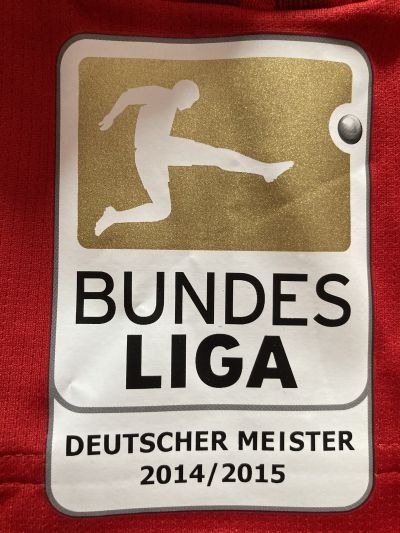 BUNDES
LIGA
DEUTSCHER MEISTER
2014/2015